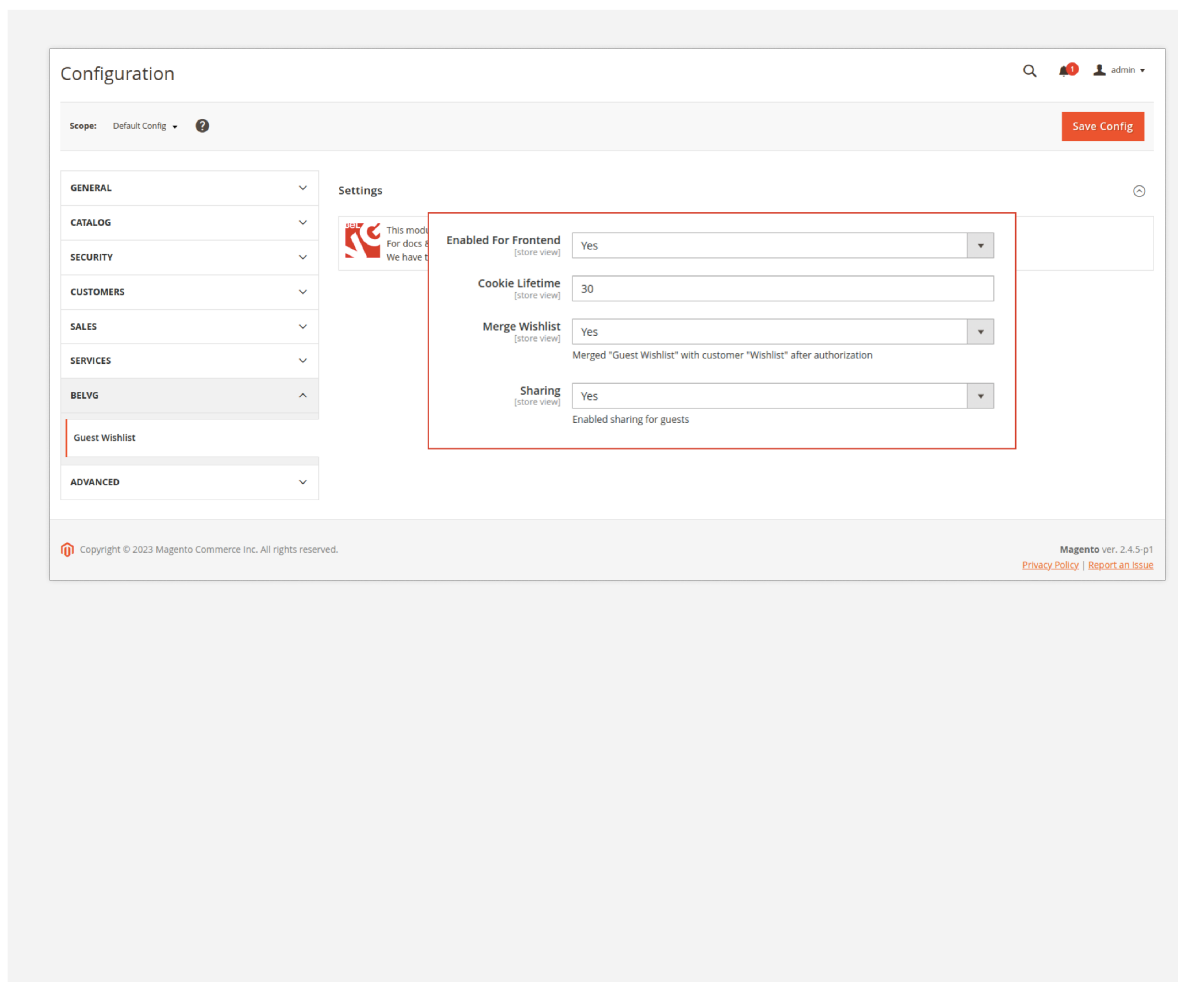 Configuration
1
admin
Scope: Default Config ?
Save Config
GENERAL
CATALOG
SECURITY
CUSTOMERS
SALES
SERVICES
BELVG
Guest Wishlist
ADVANCED
Settings
This
For docs &
We have
Enabled For Frontend
[store view]
Yes
Cookie Lifetime
[store view]
30
Merge Wishlist
[store view]
Yes
Merged "Guest Wishlist" with customer "Wishlist" after authorization
Sharing
[store view]
Yes
Enabled sharing for guests
Copyright © 2023 Magento Commerce Inc. All rights reserved.
Magento ver. 2.4.5-p1
Privacy Policy | Report an Issue